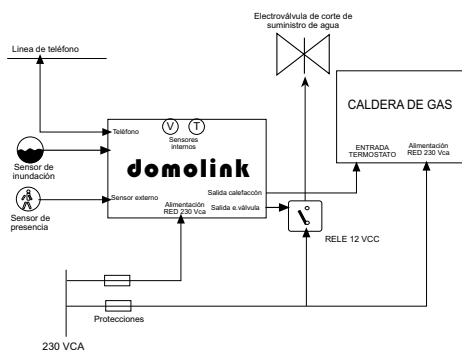 Electroválvula de corte de
suministro de agua
Linea de teléfono
CALDERA DE GAS
V T
Teléfono
Sensores
internos
ENTRADA
TERMOSTATO
Alimentación
RED 230 Vca
domolink
Sensor de
inundación
Salida calefaccón
Sensor externo
Alimentación
RED 230 Vca
Salida e.válvula
Sensor de
presencia
RELE 12 VCC
Protecciones
230 VCA